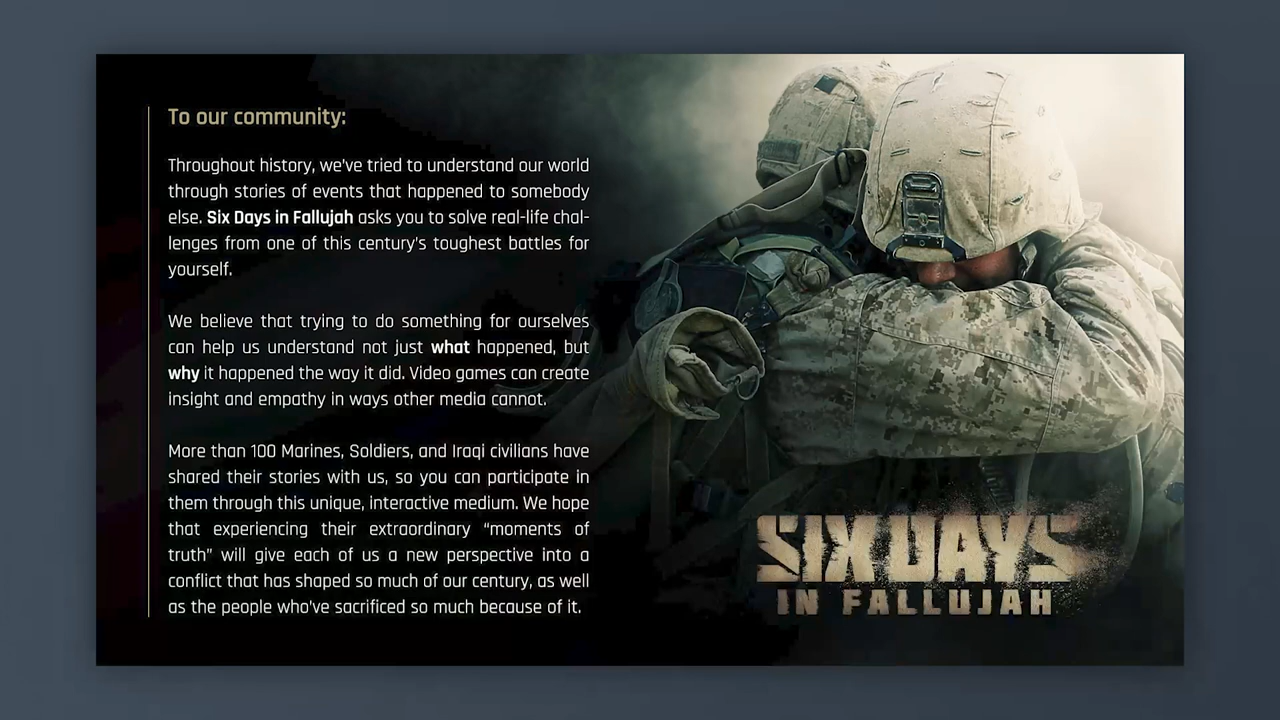 To our community:
Throughout history, we've tried to understand our world
through stories of events that happened to somebody
else. Six Days in Fallujah asks you to solve real-life chal-
lenges from one of this century's toughest battles for
yourself.
We believe that trying to do something for ourselves
can help us understand not just what happened, but
why it happened the way it did. Video games can create
insight and empathy in ways other media cannot.
More than 100 Marines, Soldiers, and Iraqi civilians have
shared their stories with us, so you can participate in
them through this unique, interactive medium. We hope
that experiencing their extraordinary “moments of
truth” will give each of us a new perspective into a
conflict that has shaped so much of our century, as well
as the people who've sacrificed so much because of it.
SIX DAYS
IN FALLUJAH